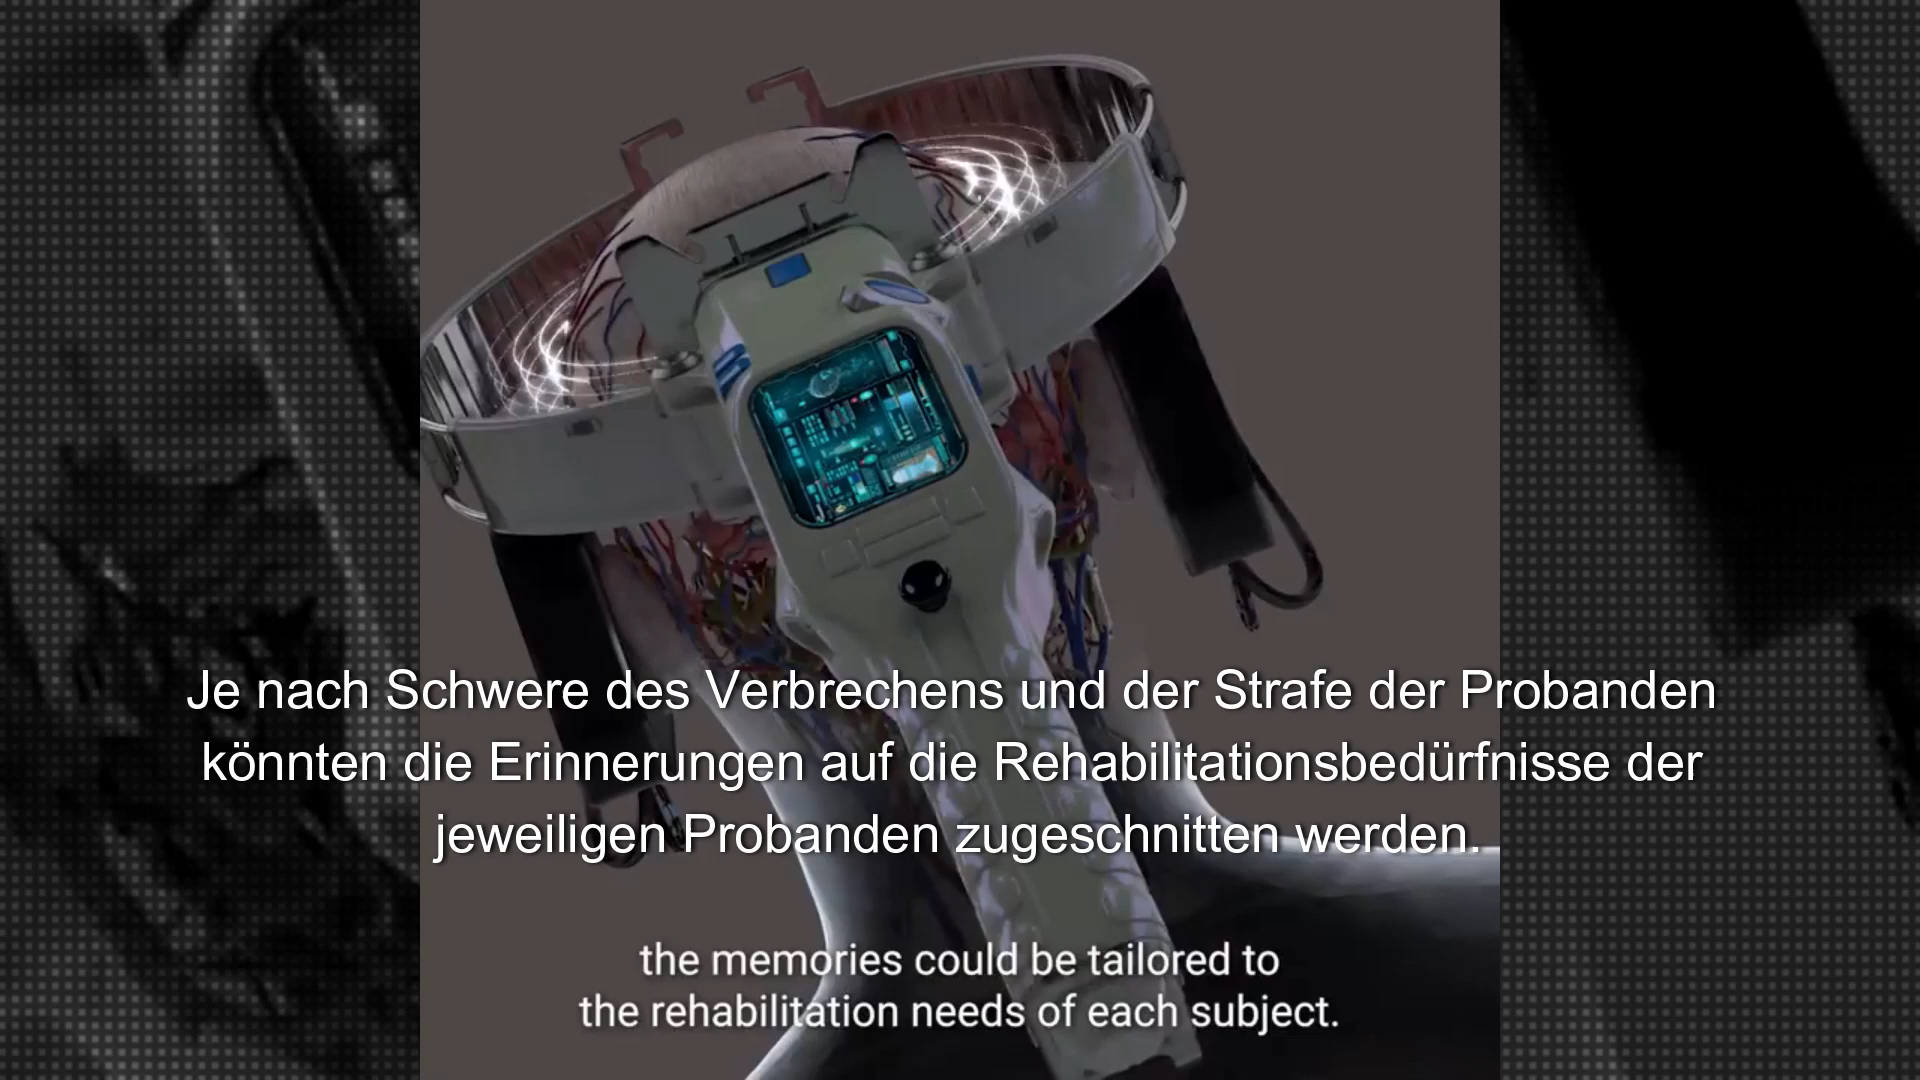 Je nach Schwere des Verbrechens und der Strafe der Probanden
könnten die Erinnerungen auf die Rehabilitationsbedürfnisse der
jeweiligen Probanden zugeschnitten werden.
the memories could be tailored to
the rehabilitation needs of each subject.